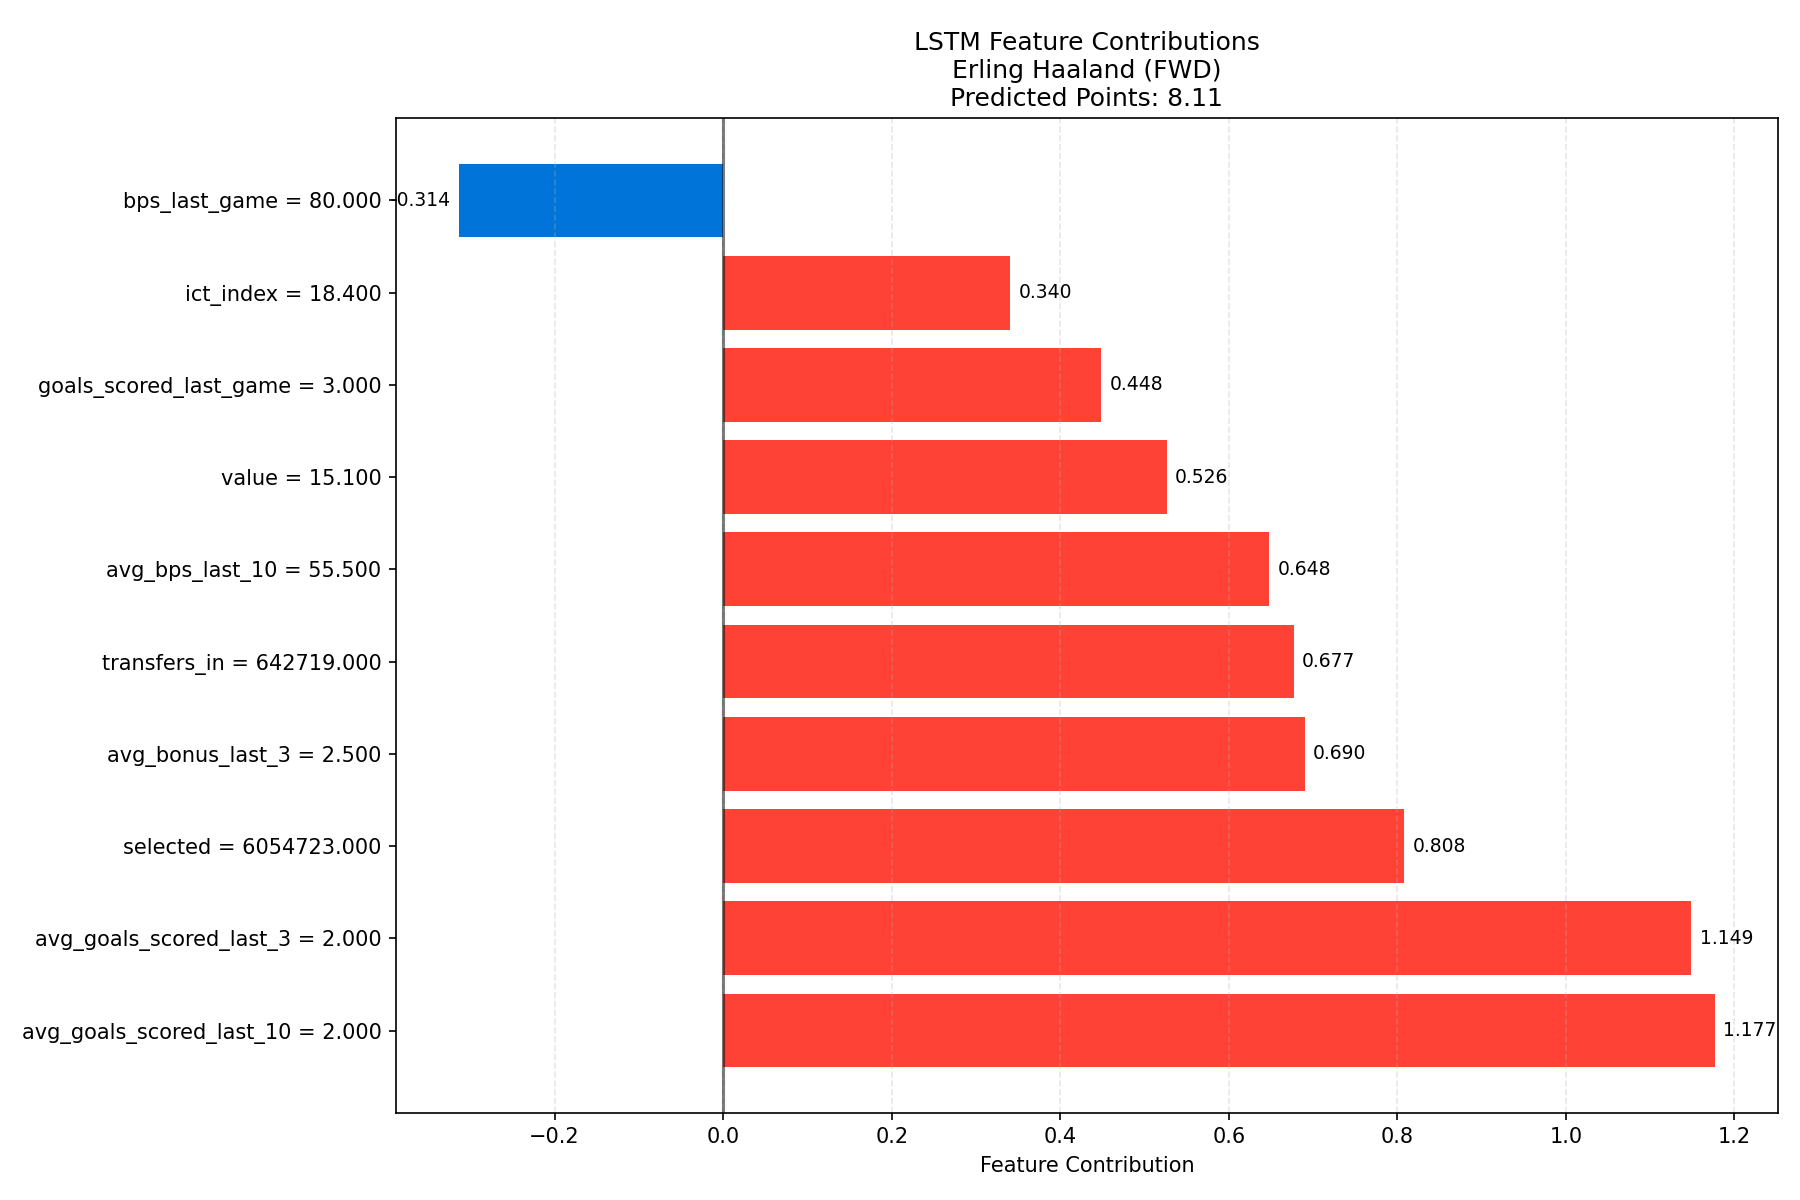 LSTM Feature Contributions
Erling Haaland (FWD)
Predicted Points: 8.11
bps_last_game = 80.000
-0.314
ict_index = 18.400
0.340
goals_scored_last_game = 3.000
0.448
value = 15.100
0.526
avg_bps_last_10 = 55.500
0.648
transfers_in = 642719.000
0.677
avg_bonus_last_3 = 2.500
0.690
selected = 6054723.000
0.808
avg_goals_scored_last_3 = 2.000
1.149
avg_goals_scored_last_10 = 2.000
1.177
−0.2 0.0 0.2 0.4 0.6 0.8 1.0 1.2
Feature Contribution